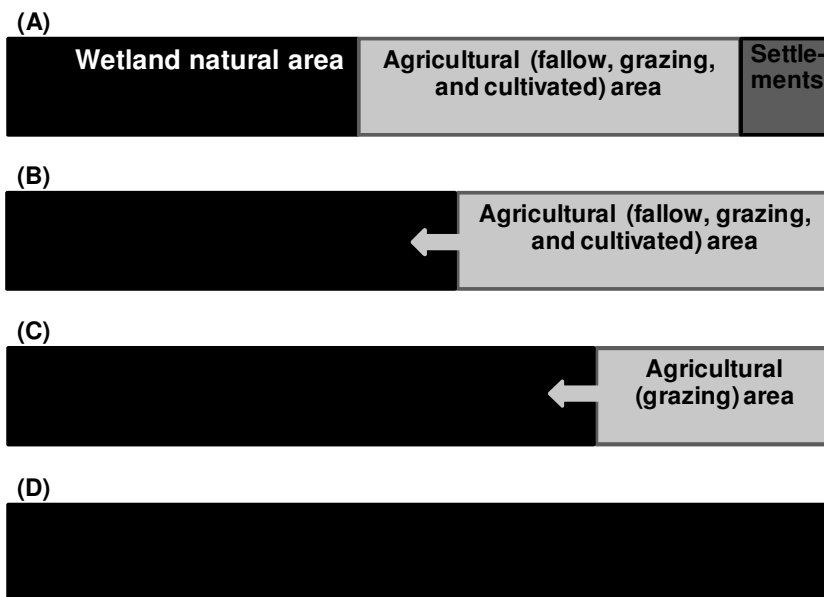 (A)
Wetland natural area
Agricultural (fallow, grazing,
and cultivated) area
Settle-
ments
(B)
Agricultural (fallow, grazing,
and cultivated) area
(C)
Agricultural
(grazing) area
(D)